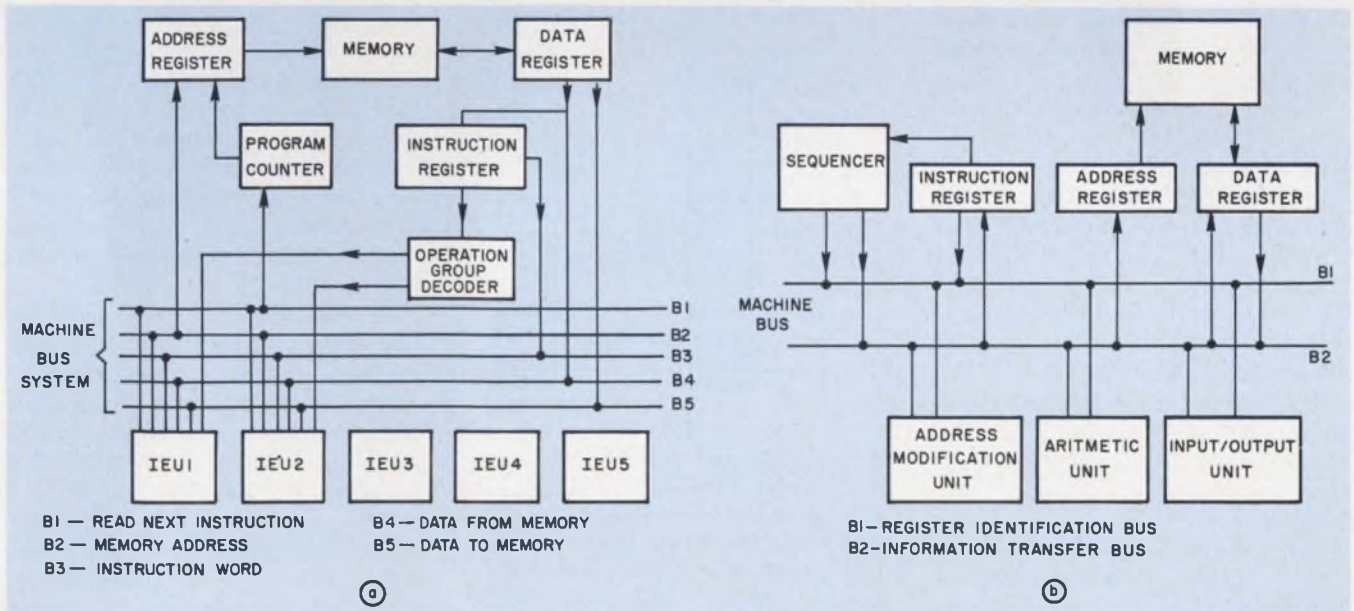 ADDRESS
REGISTER
MEMORY
DATA
REGISTER
PROGRAM
COUNTER
INSTRUCTION
REGISTER
OPERATION
GROUP
DECODER
MACHINE
BUS
SYSTEM
B1
B2
B3
B4
B5
IEU1
IEU2
IEU3
IEU4
IEU5
B1 — READ NEXT INSTRUCTION
B2 — MEMORY ADDRESS
B3 — INSTRUCTION WORD
B4 — DATA FROM MEMORY
B5 — DATA TO MEMORY
a
MEMORY
SEQUENCER
INSTRUCTION
REGISTER
ADDRESS
REGISTER
DATA
REGISTER
MACHINE
BUS
B1
B2
ADDRESS
MODIFICATION
UNIT
ARITMETIC
UNIT
INPUT/OUTPUT
UNIT
B1—REGISTER IDENTIFICATION BUS
B2—INFORMATION TRANSFER BUS
b